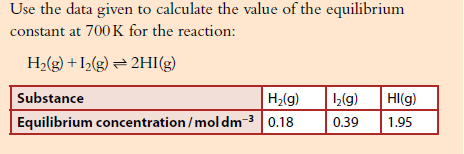 Use the data given to calculate the value of the equilibrium
constant at 700 K for the reaction:
H₂(g) + I₂(g) ⇌ 2HI(g)
Substance H₂(g) I₂(g) HI(g)
Equilibrium concentration / mol dm⁻³ 0.18 0.39 1.95